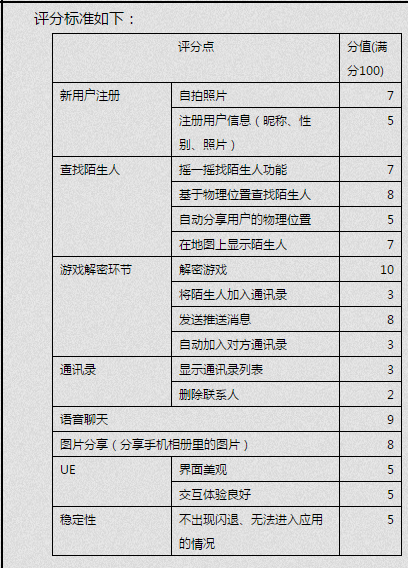 评分标准如下：
评分点 分值(满
分100)
新用户注册 自拍照片 7
注册用户信息（昵称、性 5
别、照片）
查找陌生人 摇一摇找陌生人功能 7
基于物理位置查找陌生人 8
自动分享用户的物理位置 5
在地图上显示陌生人 7
游戏解密环节 解密游戏 10
将陌生人加入通讯录 3
发送推送消息 8
自动加入对方通讯录 3
通讯录 显示通讯录列表 3
删除联系人 2
语音聊天 9
图片分享（分享手机相册里的图片） 8
UE 界面美观 5
交互体验良好 5
稳定性 不出现闪退、无法进入应用 5
的情况